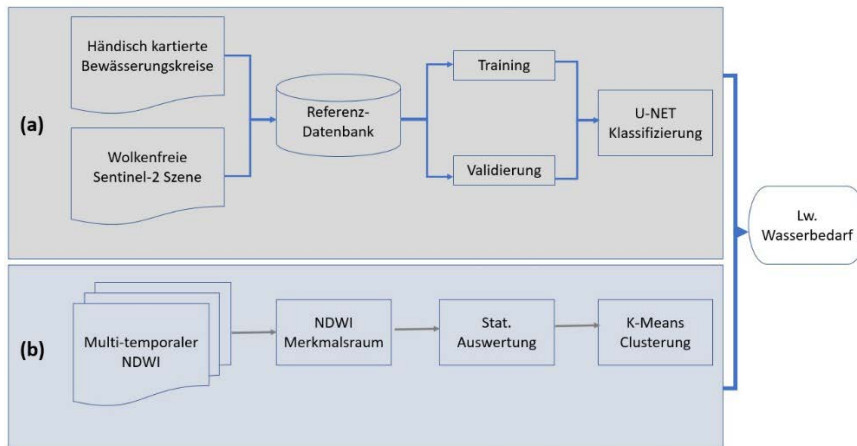 Händisch kartierte
Bewässerungskreise
(a)
Wolkenfreie
Sentinel-2 Szene
Referenz-
Datenbank
Training
Validierung
U-NET
Klassifizierung
Lw.
Wasserbedarf
(b)
Multi-temporaler
NDWI
NDWI
Merkmalsraum
Stat.
Auswertung
K-Means
Clusterung